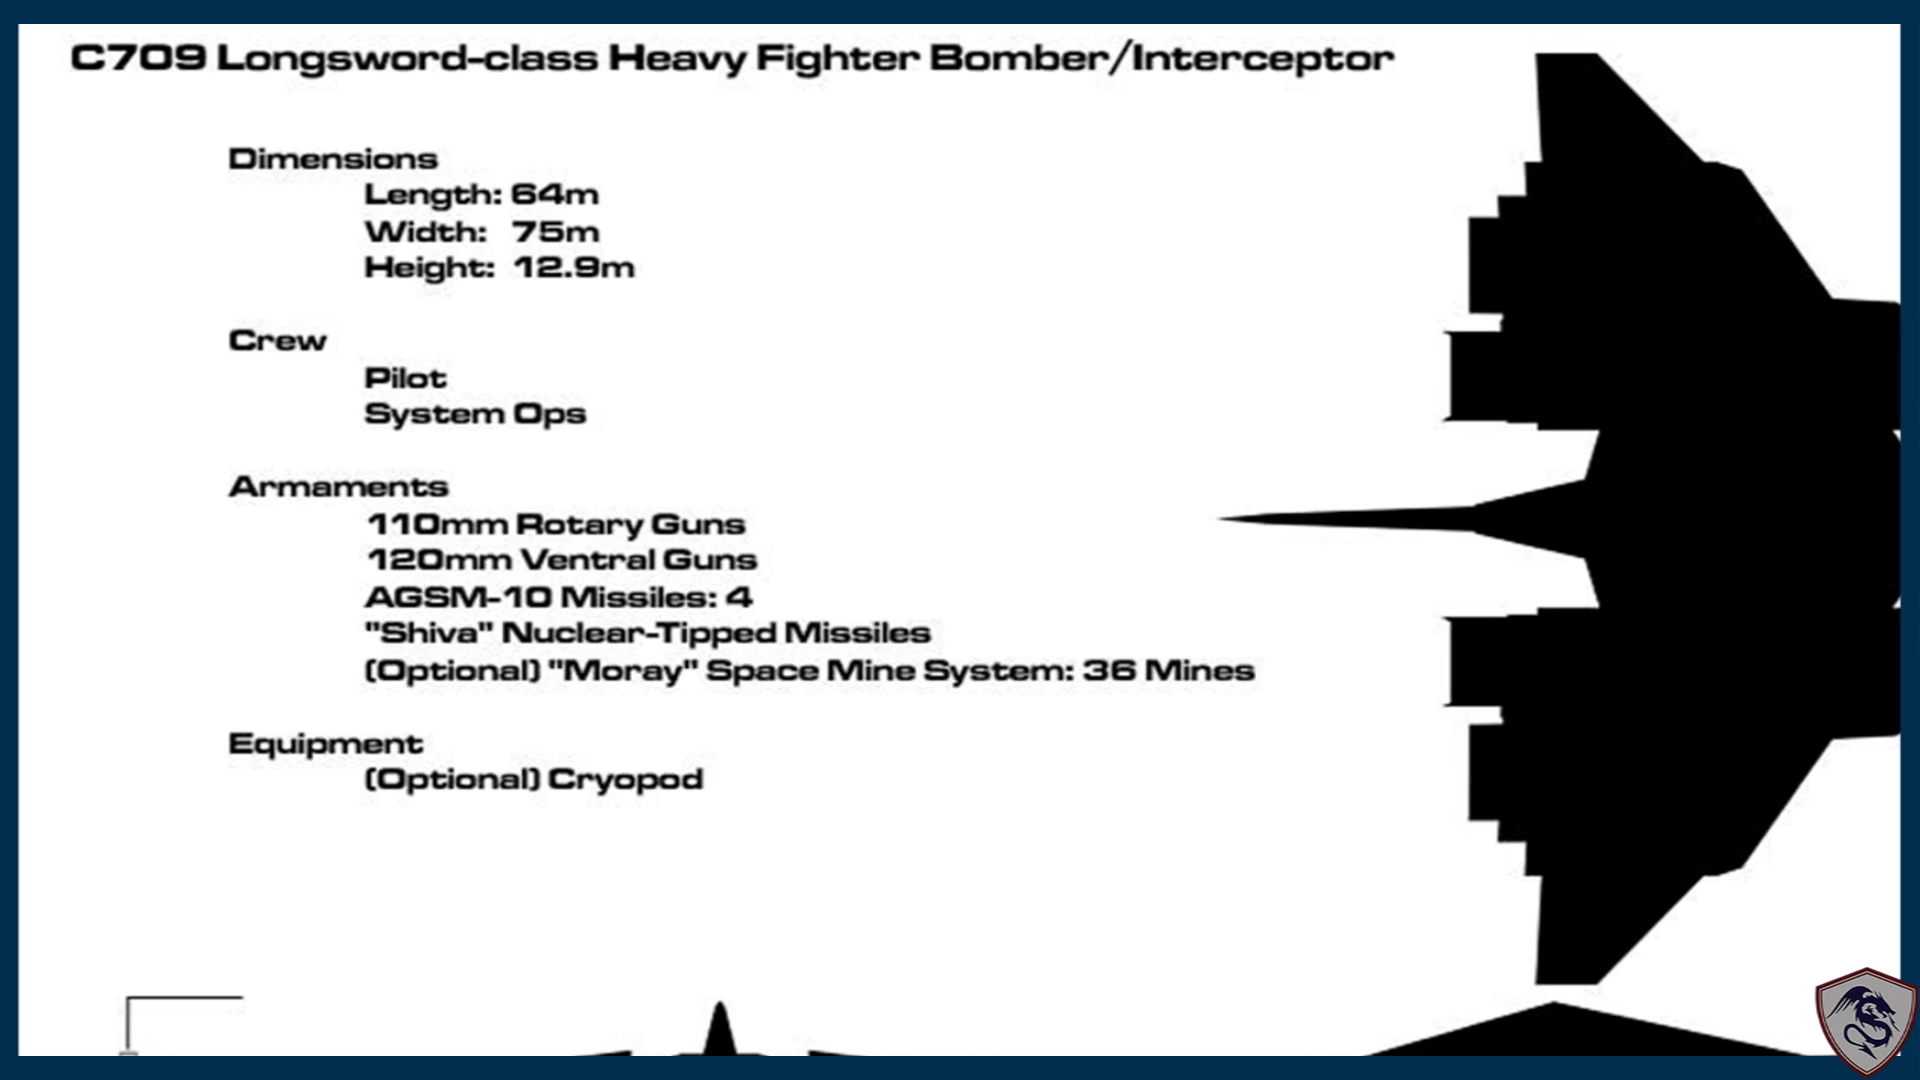 C709 Longsword-class Heavy Fighter Bomber/Interceptor
Dimensions
Length: 64m
Width: 75m
Height: 12.9m
Crew
Pilot
System Ops
Armaments
110mm Rotary Guns
120mm Ventral Guns
AGSM-10 Missiles: 4
"Shiva" Nuclear-Tipped Missiles
(Optional) "Moray" Space Mine System: 36 Mines
Equipment
(Optional) Cryopod